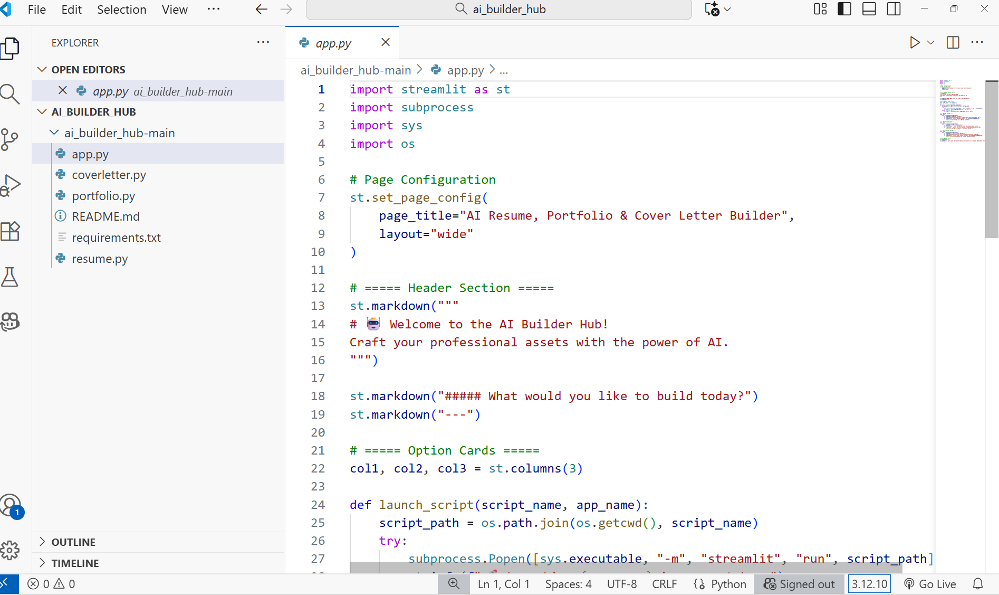 File Edit Selection View ··· ai_builder_hub
EXPLORER ···
OPEN EDITORS
app.py ai_builder_hub-main
AI_BUILDER_HUB
ai_builder_hub-main
app.py
coverletter.py
portfolio.py
README.md
requirements.txt
resume.py
OUTLINE
TIMELINE
1
app.py
ai_builder_hub-main > app.py > ...
1 import streamlit as st
2 import subprocess
3 import sys
4 import os
5
6 # Page Configuration
7 st.set_page_config(
8     page_title="AI Resume, Portfolio & Cover Letter Builder",
9     layout="wide"
10 )
11
12 # ===== Header Section =====
13 st.markdown("""
14 # 🤖 Welcome to the AI Builder Hub!
15 Craft your professional assets with the power of AI.
16 """)
17
18 st.markdown("##### What would you like to build today?")
19 st.markdown("---")
20
21 # ===== Option Cards =====
22 col1, col2, col3 = st.columns(3)
23
24 def launch_script(script_name, app_name):
25     script_path = os.path.join(os.getcwd(), script_name)
26     try:
27         subprocess.Popen([sys.executable, "-m", "streamlit", "run", script_path]
0 0 Ln 1, Col 1 Spaces: 4 UTF-8 CRLF Python Signed out 3.12.10 Go Live